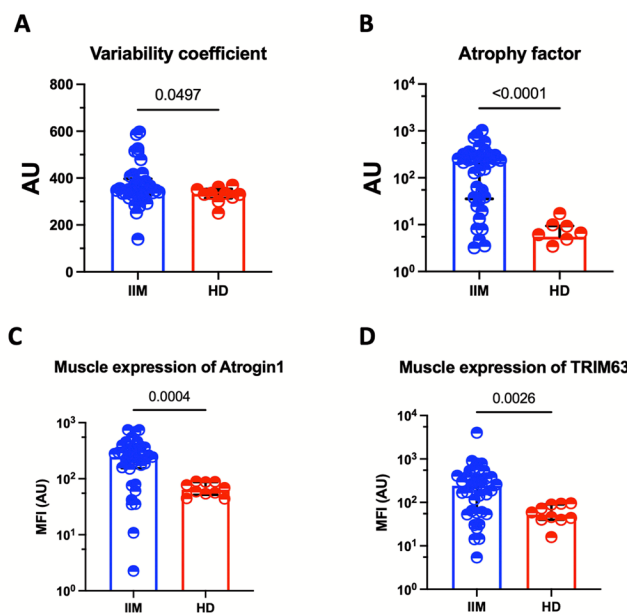 A
Variability coefficient
0.0497
800
600
400
200
0
AU
IIM
HD
B
Atrophy factor
<0.0001
10⁴
10³
10²
10¹
10⁰
AU
IIM
HD
C
Muscle expression of Atrogin1
0.0004
10³
10²
10¹
10⁰
MFI (AU)
IIM
HD
D
Muscle expression of TRIM63
0.0026
10⁴
10³
10²
10¹
10⁰
MFI (AU)
IIM
HD